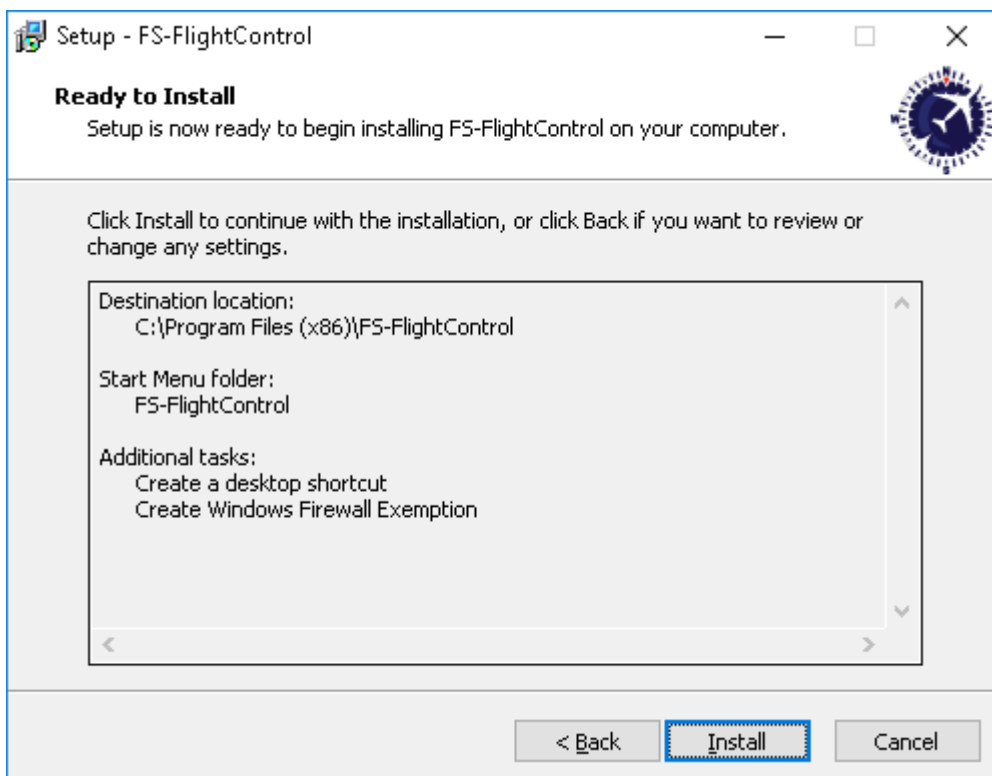 Setup - FS-FlightControl
Ready to Install
Setup is now ready to begin installing FS-FlightControl on your computer.
Click Install to continue with the installation, or click Back if you want to review or
change any settings.
Destination location:
C:\Program Files (x86)\FS-FlightControl
Start Menu folder:
FS-FlightControl
Additional tasks:
Create a desktop shortcut
Create Windows Firewall Exemption
< Back
Install
Cancel